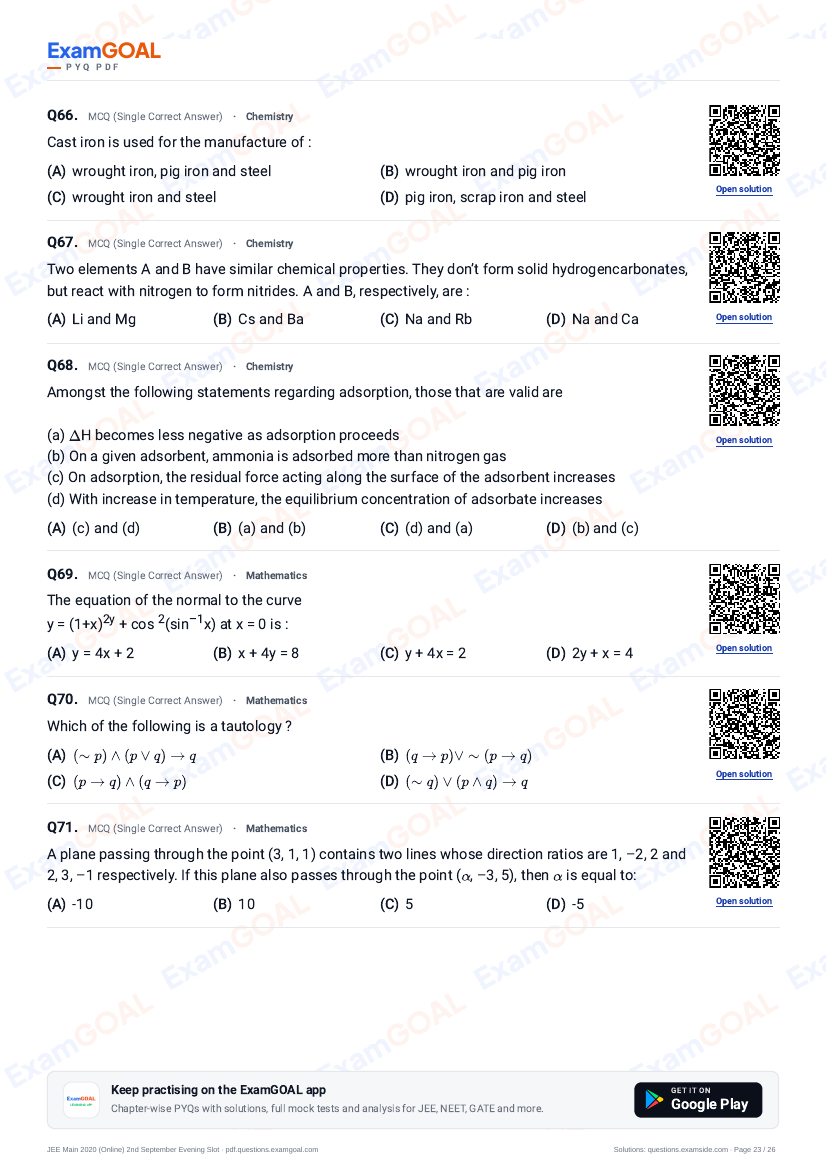 ExamGOAL
PYQ PDF
Q66. MCQ (Single Correct Answer) · Chemistry
Cast iron is used for the manufacture of :
(A) wrought iron, pig iron and steel (B) wrought iron and pig iron
(C) wrought iron and steel (D) pig iron, scrap iron and steel
Open solution
Q67. MCQ (Single Correct Answer) · Chemistry
Two elements A and B have similar chemical properties. They don’t form solid hydrogencarbonates,
but react with nitrogen to form nitrides. A and B, respectively, are :
(A) Li and Mg (B) Cs and Ba (C) Na and Rb (D) Na and Ca
Open solution
Q68. MCQ (Single Correct Answer) · Chemistry
Amongst the following statements regarding adsorption, those that are valid are
(a) ΔH becomes less negative as adsorption proceeds
(b) On a given adsorbent, ammonia is adsorbed more than nitrogen gas
(c) On adsorption, the residual force acting along the surface of the adsorbent increases
(d) With increase in temperature, the equilibrium concentration of adsorbate increases
(A) (c) and (d) (B) (a) and (b) (C) (d) and (a) (D) (b) and (c)
Open solution
Q69. MCQ (Single Correct Answer) · Mathematics
The equation of the normal to the curve
y = (1+x)^2y + cos ^2(sin^−1x) at x = 0 is :
(A) y = 4x + 2 (B) x + 4y = 8 (C) y + 4x = 2 (D) 2y + x = 4
Open solution
Q70. MCQ (Single Correct Answer) · Mathematics
Which of the following is a tautology ?
(A) (∼ p) ∧ (p ∨ q) → q (B) (q → p)∨ ∼ (p → q)
(C) (p → q) ∧ (q → p) (D) (∼ q) ∨ (p ∧ q) → q
Open solution
Q71. MCQ (Single Correct Answer) · Mathematics
A plane passing through the point (3, 1, 1) contains two lines whose direction ratios are 1, −2, 2 and
2, 3, −1 respectively. If this plane also passes through the point (α, −3, 5), then α is equal to:
(A) -10 (B) 10 (C) 5 (D) -5
Open solution
Keep practising on the ExamGOAL app
Chapter-wise PYQs with solutions, full mock tests and analysis for JEE, NEET, GATE and more.
GET IT ON
Google Play
JEE Main 2020 (Online) 2nd September Evening Slot · pdf.questions.examgoal.com Solutions: questions.examside.com · Page 23 / 26